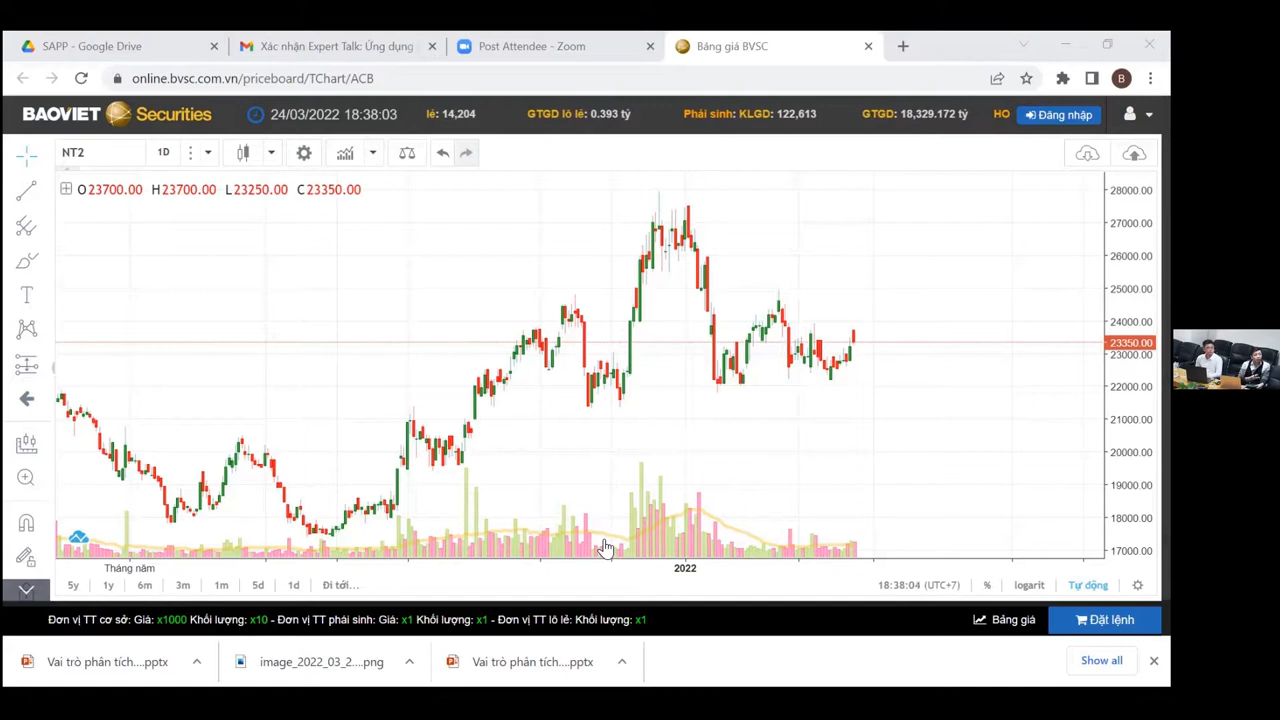 SAPP - Google Drive
Xác nhận Expert Talk: Ứng dụng
Post Attendee - Zoom
Bảng giá BVSC
online.bvsc.com.vn/priceboard/TChart/ACB
B
BAOVIET Securities
24/03/2022 18:38:03
lẻ: 14,204
GTGD lô lẻ: 0.393 tỷ
Phái sinh: KLGD: 122,613
GTGD: 18,329.172 tỷ
HO
Đăng nhập
NT2
1D
O23700.00 H23700.00 L23250.00 C23350.00
28000.00
27000.00
26000.00
25000.00
24000.00
23350.00
23000.00
22000.00
21000.00
20000.00
19000.00
18000.00
17000.00
Tháng năm
2022
5y 1y 6m 3m 1m 5d 1d Đi tới...
18:38:04 (UTC+7) % logarit Tự động
Đơn vị TT cơ sở: Giá: x1000 Khối lượng: x10 - Đơn vị TT phái sinh: Giá: x1 Khối lượng: x1 - Đơn vị TT lô lẻ: Khối lượng: x1
Bảng giá
Đặt lệnh
Vai trò phân tích....pptx
image_2022_03_2....png
Vai trò phân tích....pptx
Show all